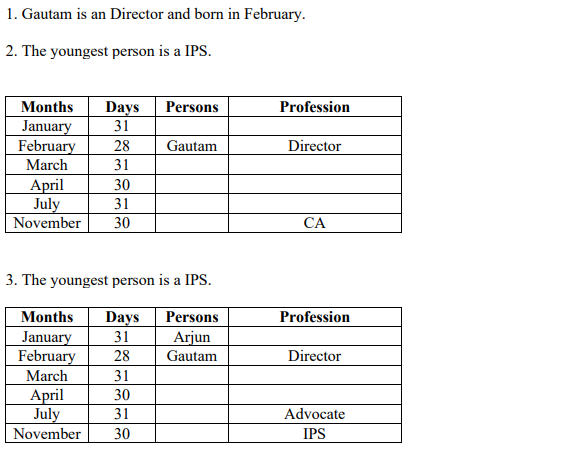 1. Gautam is an Director and born in February.
2. The youngest person is a IPS.
Months Days Persons Profession
January 31
February 28 Gautam Director
March 31
April 30
July 31
November 30 CA
3. The youngest person is a IPS.
Months Days Persons Profession
January 31 Arjun
February 28 Gautam Director
March 31
April 30
July 31 Advocate
November 30 IPS